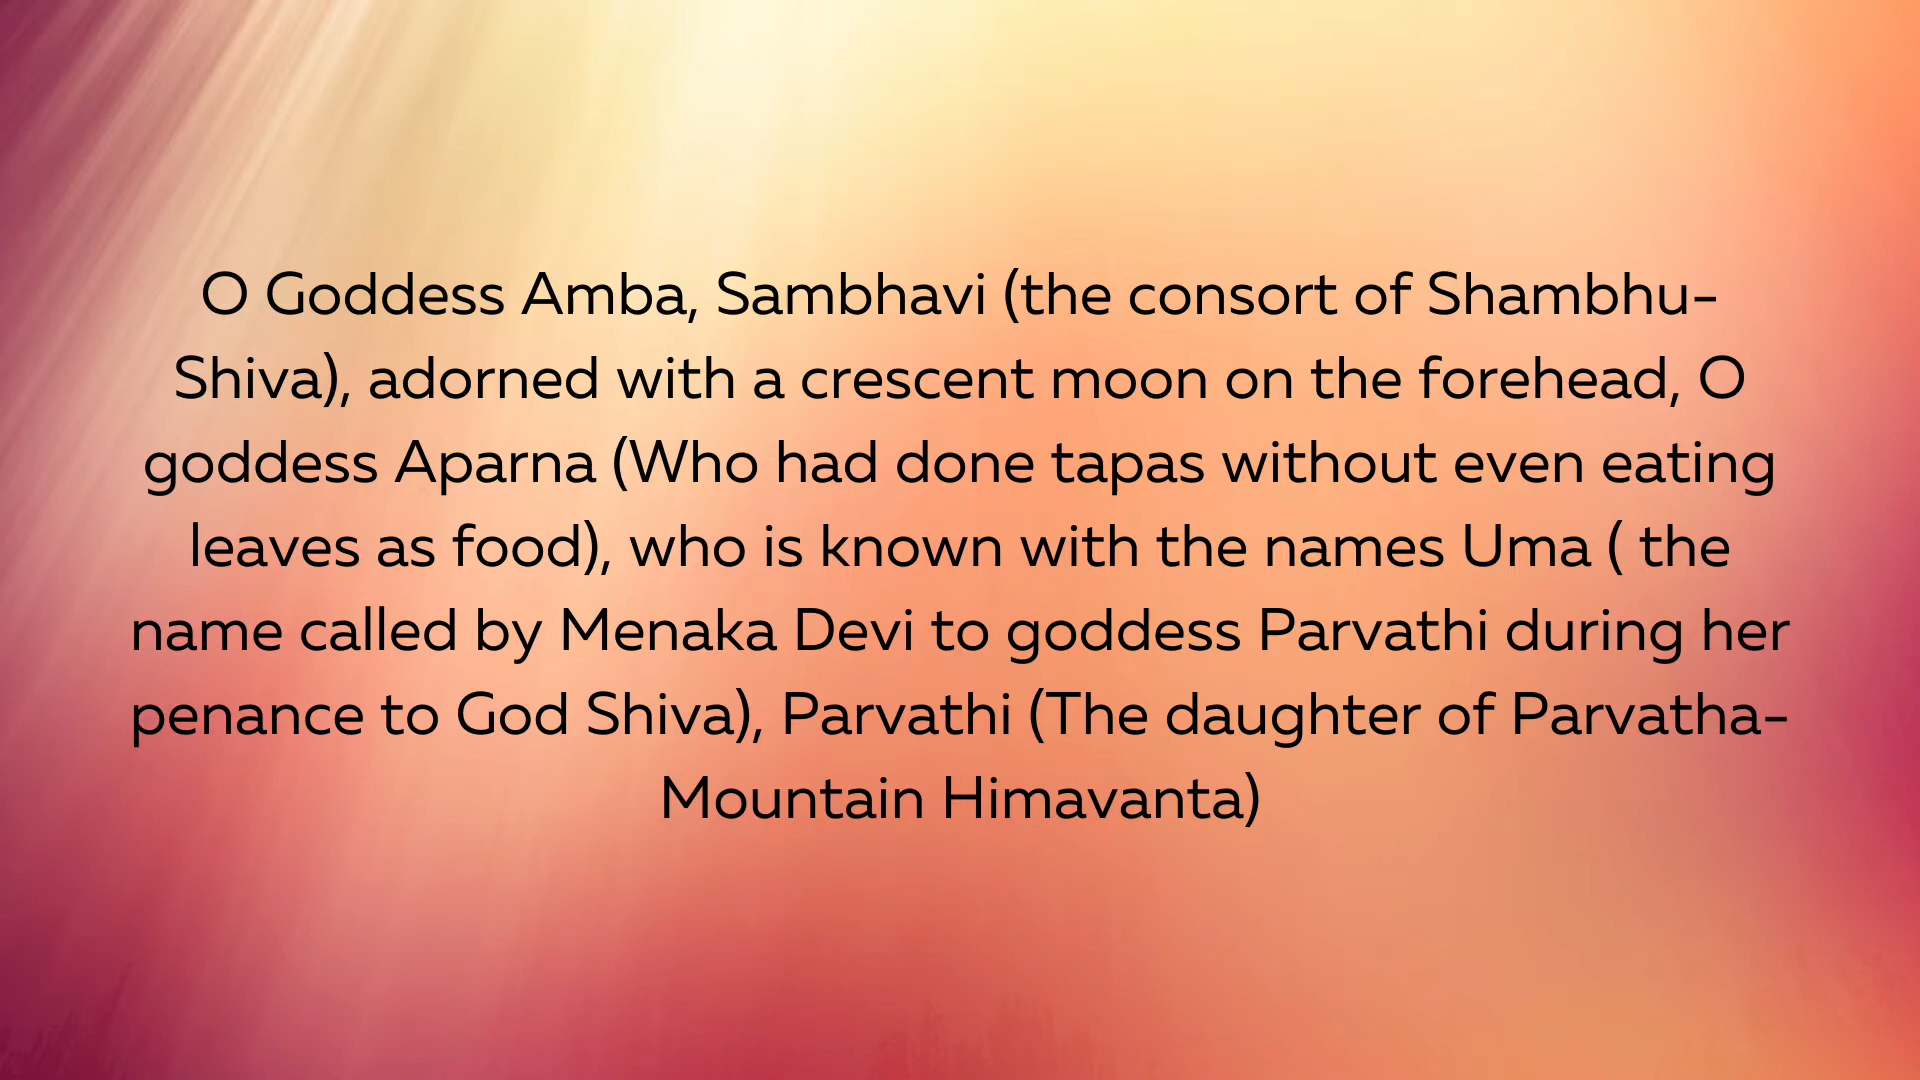 O Goddess Amba, Sambhavi (the consort of Shambhu-
Shiva), adorned with a crescent moon on the forehead, O
goddess Aparna (Who had done tapas without even eating
leaves as food), who is known with the names Uma ( the
name called by Menaka Devi to goddess Parvathi during her
penance to God Shiva), Parvathi (The daughter of Parvatha-
Mountain Himavanta)